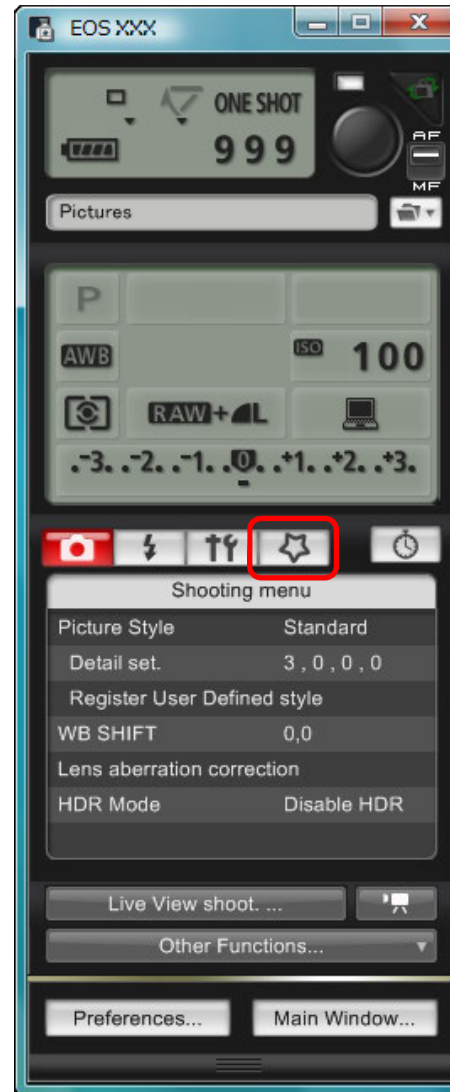 EOS XXX
ONE SHOT
999
AF
MF
Pictures
P
AWB
ISO 100
RAW+L
.-3. .-2. .-1. .0. .+1. .+2. .+3.
Shooting menu
Picture Style Standard
Detail set. 3 , 0 , 0 , 0
Register User Defined style
WB SHIFT 0,0
Lens aberration correction
HDR Mode Disable HDR
Live View shoot. ...
Other Functions...
Preferences... Main Window...